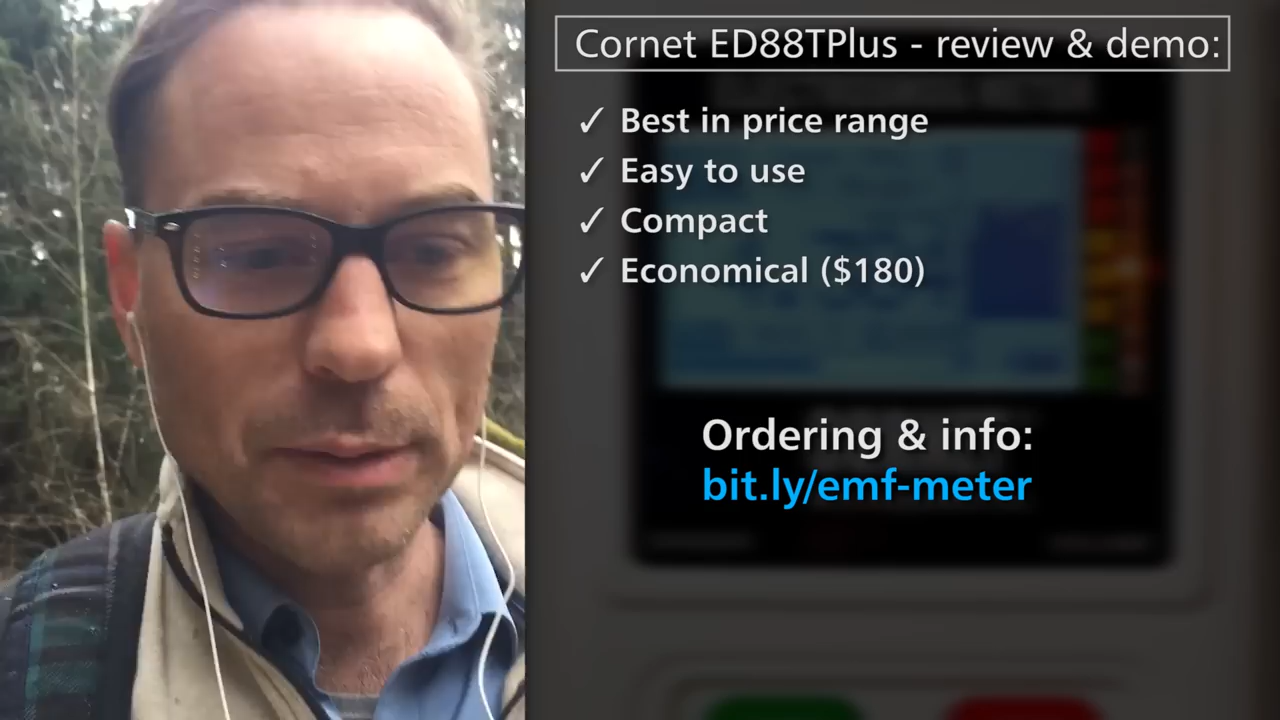 Cornet ED88TPlus - review & demo:
✓ Best in price range
✓ Easy to use
✓ Compact
✓ Economical ($180)
Ordering & info:
bit.ly/emf-meter